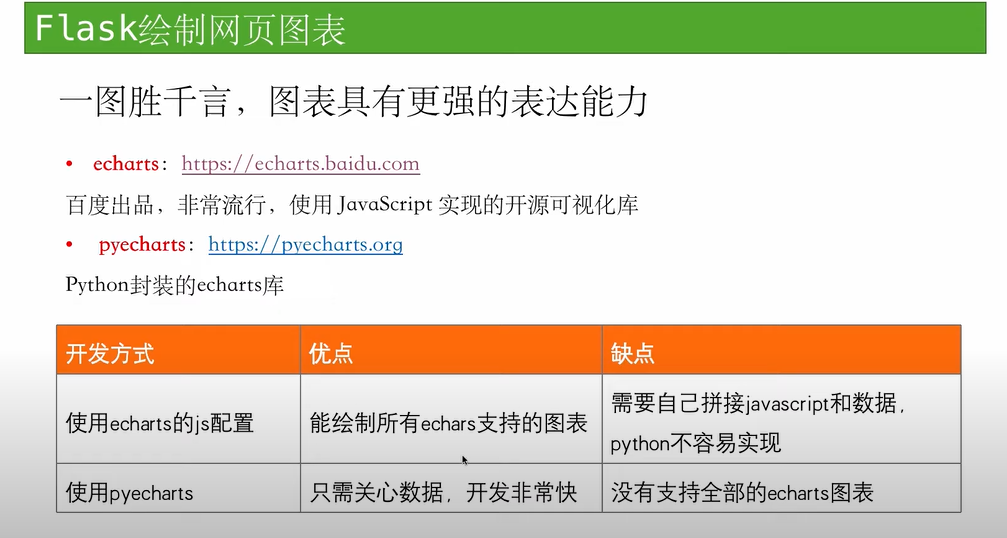 Flask绘制网页图表
一图胜千言，图表具有更强的表达能力
• echarts：https://echarts.baidu.com
百度出品，非常流行，使用 JavaScript 实现的开源可视化库
• pyecharts：https://pyecharts.org
Python封装的echarts库
开发方式 优点 缺点
使用echarts的js配置 能绘制所有echars支持的图表 需要自己拼接javascript和数据，
python不容易实现
使用pyecharts 只需关心数据，开发非常快 没有支持全部的echarts图表